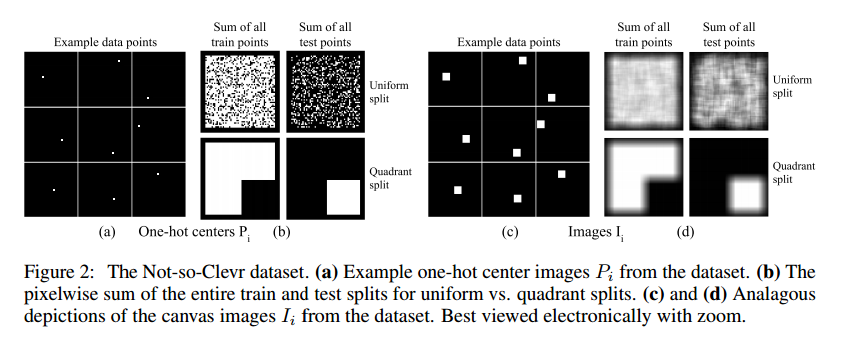 Example data points
Sum of all
train points
Sum of all
test points
Uniform
split
Quadrant
split
(a) One-hot centers Pi (b)
Example data points
Sum of all
train points
Sum of all
test points
Uniform
split
Quadrant
split
(c) Images Ii (d)
Figure 2: The Not-so-Clevr dataset. (a) Example one-hot center images Pi from the dataset. (b) The
pixelwise sum of the entire train and test splits for uniform vs. quadrant splits. (c) and (d) Analagous
depictions of the canvas images Ii from the dataset. Best viewed electronically with zoom.